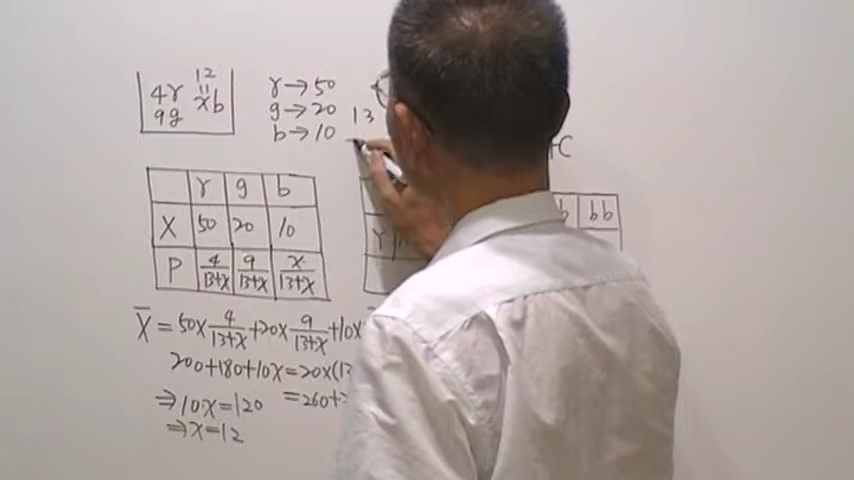 12
4r xb
9g
r→50
g→20
b→10
13
r g b
X 50 20 10
P 4/(13+x) 9/(13+x) x/(13+x)
C
bb
Y
X̄ = 50×4/(13+x)+20×9/(13+x)+10×
200+180+10x=20×(13
⇒10x=120 =260+
⇒x=12